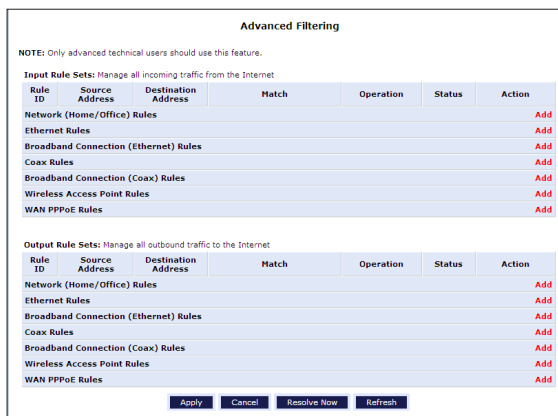 Advanced Filtering
NOTE: Only advanced technical users should use this feature.
Input Rule Sets: Manage all incoming traffic from the Internet
Rule ID Source Address Destination Address Match Operation Status Action
Network (Home/Office) Rules Add
Ethernet Rules Add
Broadband Connection (Ethernet) Rules Add
Coax Rules Add
Broadband Connection (Coax) Rules Add
Wireless Access Point Rules Add
WAN PPPoE Rules Add
Output Rule Sets: Manage all outbound traffic to the Internet
Rule ID Source Address Destination Address Match Operation Status Action
Network (Home/Office) Rules Add
Ethernet Rules Add
Broadband Connection (Ethernet) Rules Add
Coax Rules Add
Broadband Connection (Coax) Rules Add
Wireless Access Point Rules Add
WAN PPPoE Rules Add
Apply Cancel Resolve Now Refresh